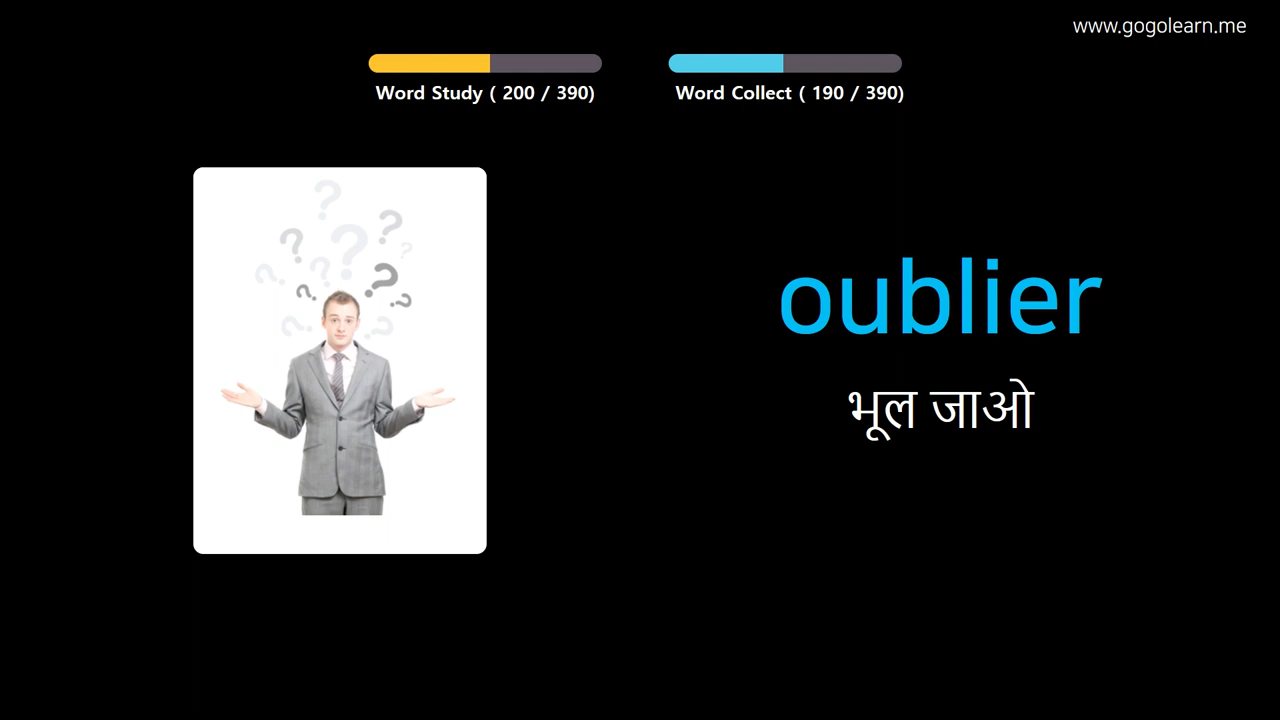 www.gogolearn.me
Word Study ( 200 / 390)
Word Collect ( 190 / 390)
oublier
भूल जाओ